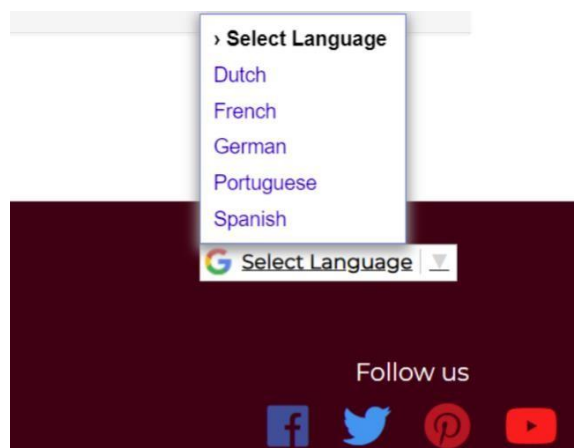 › Select Language
Dutch
French
German
Portuguese
Spanish
Select Language ▼
Follow us